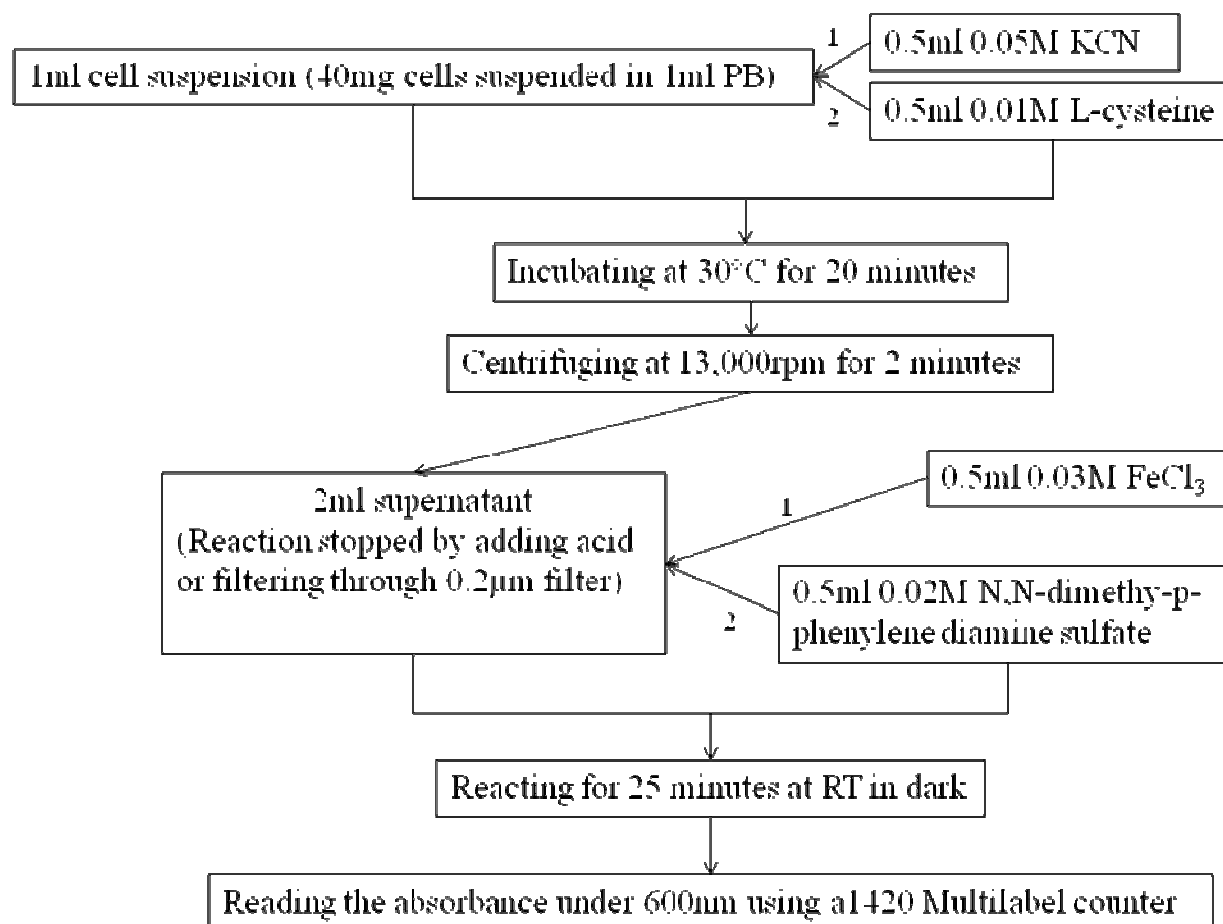 1
0.5ml 0.05M KCN
1ml cell suspension (40mg cells suspended in 1ml PB)
2
0.5ml 0.01M L-cysteine
Incubating at 30°C for 20 minutes
Centrifuging at 13,000rpm for 2 minutes
2ml supernatant
(Reaction stopped by adding acid
or filtering through 0.2µm filter)
1
0.5ml 0.03M FeCl₃
2
0.5ml 0.02M N,N-dimethy-p-
phenylene diamine sulfate
Reacting for 25 minutes at RT in dark
Reading the absorbance under 600nm using a1420 Multilabel counter